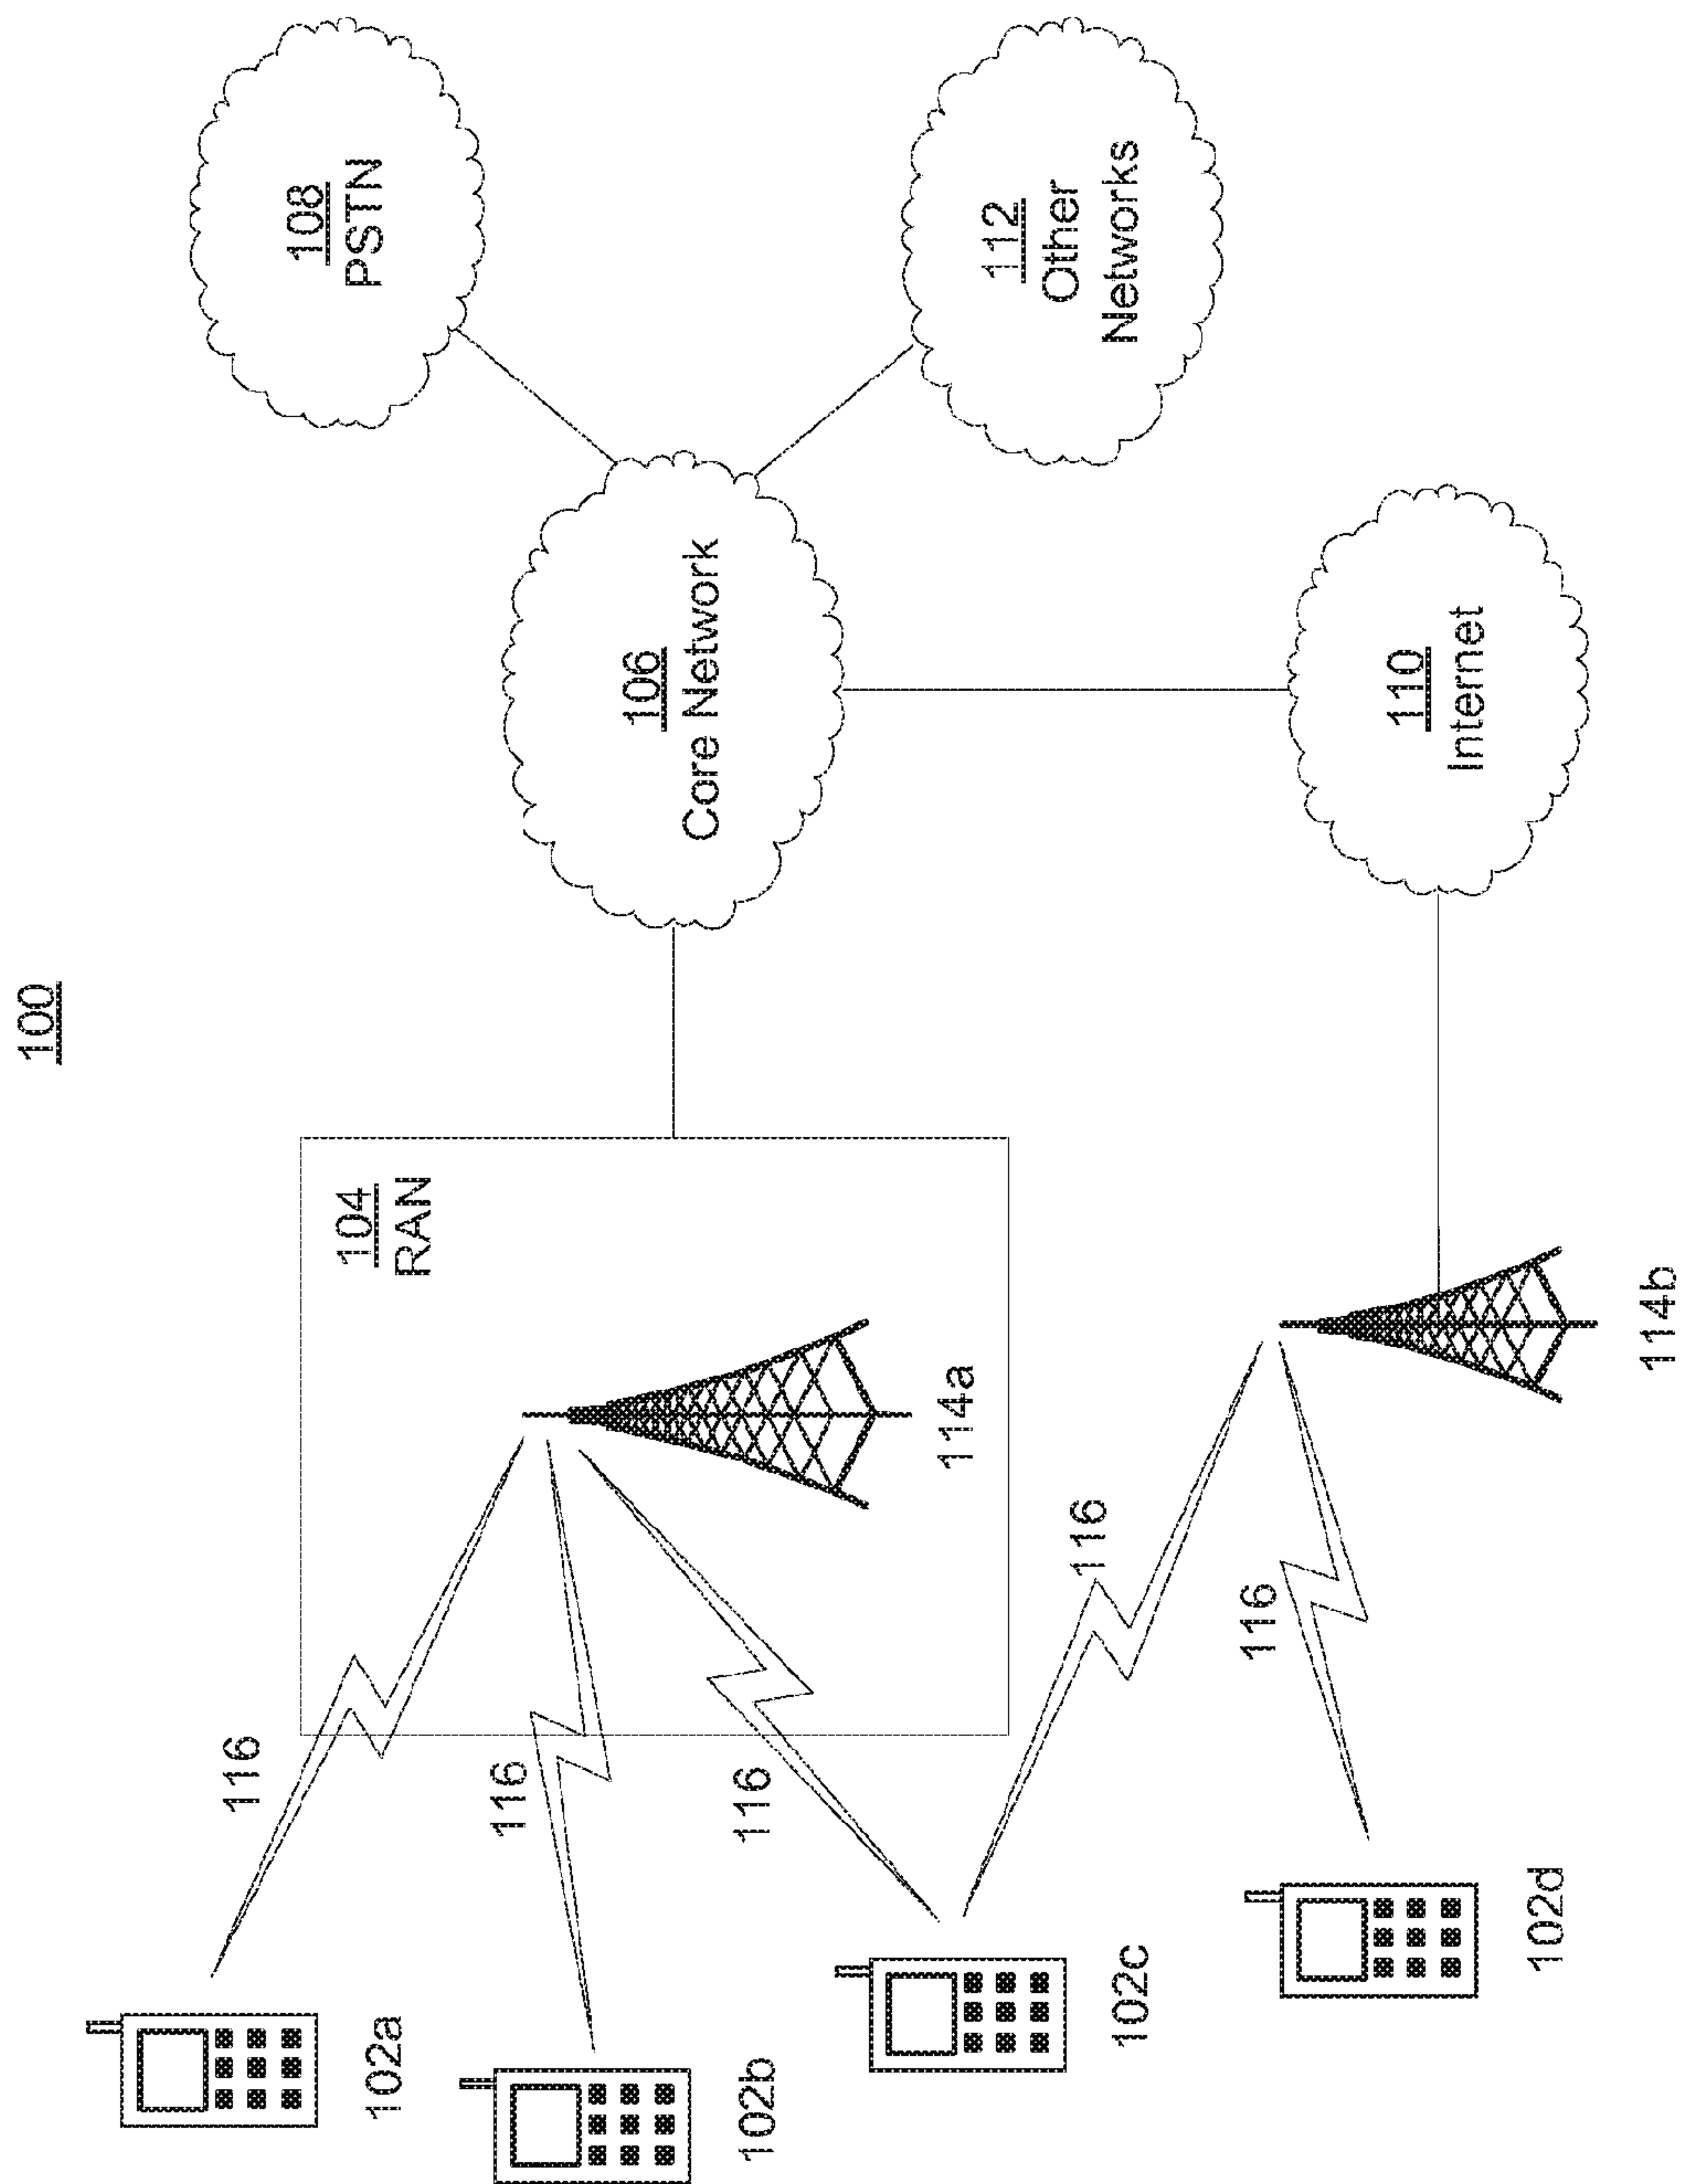 100
108
PSTN
104
RAN
106
Core Network
112
Other
Networks
116
116
116
116
116
102a
102b
102c
102d
114a
114b
110
Internet